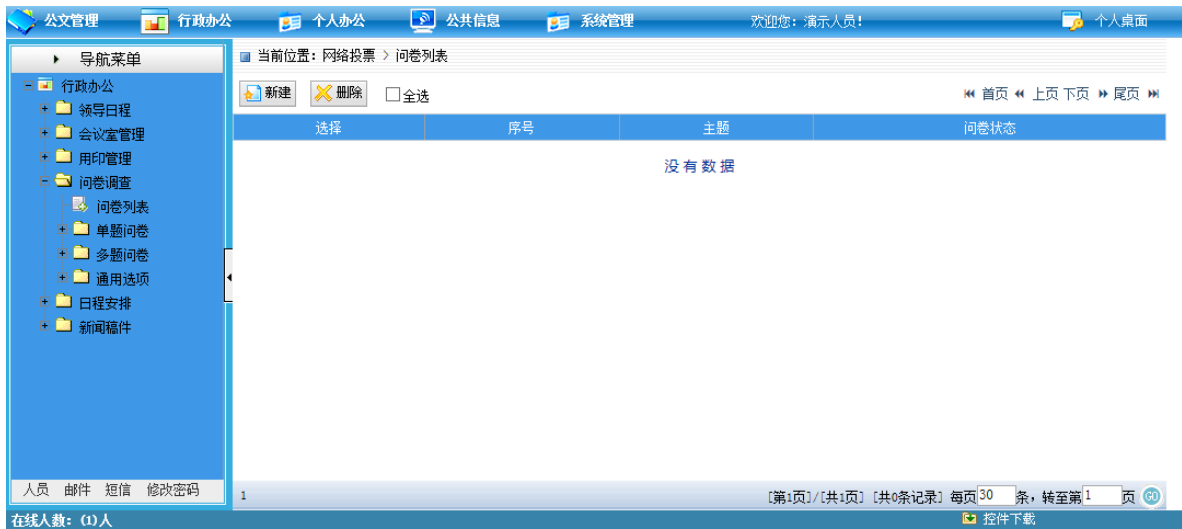 公文管理 行政办公 个人办公 公共信息 系统管理 欢迎您：演示人员！ 个人桌面
导航菜单
行政办公
领导日程
会议室管理
用印管理
问卷调查
问卷列表
单题问卷
多题问卷
通用选项
日程安排
新闻稿件
人员 邮件 短信 修改密码
当前位置：网络投票 > 问卷列表
新建 删除 全选 首页 上页 下页 尾页
选择 序号 主题 问卷状态
没有数据
1 [第1页]/[共1页] [共0条记录] 每页30 条，转至第1 页 GO
在线人数：(1)人 控件下载